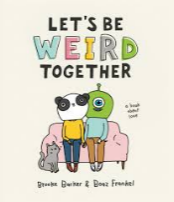 LET'S BE
WEIRD
TOGETHER
a book
about
love
Brooke Barker & Boaz Frankel